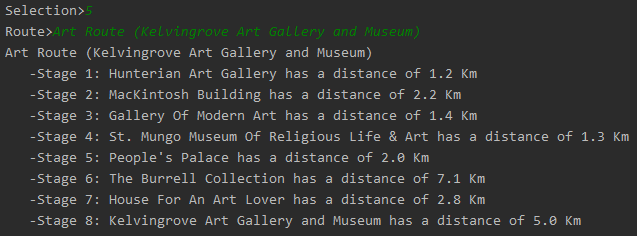 Selection>5
Route>Art Route (Kelvingrove Art Gallery and Museum)
Art Route (Kelvingrove Art Gallery and Museum)
-Stage 1: Hunterian Art Gallery has a distance of 1.2 Km
-Stage 2: MacKintosh Building has a distance of 2.2 Km
-Stage 3: Gallery Of Modern Art has a distance of 1.4 Km
-Stage 4: St. Mungo Museum Of Religious Life & Art has a distance of 1.3 Km
-Stage 5: People's Palace has a distance of 2.0 Km
-Stage 6: The Burrell Collection has a distance of 7.1 Km
-Stage 7: House For An Art Lover has a distance of 2.8 Km
-Stage 8: Kelvingrove Art Gallery and Museum has a distance of 5.0 Km